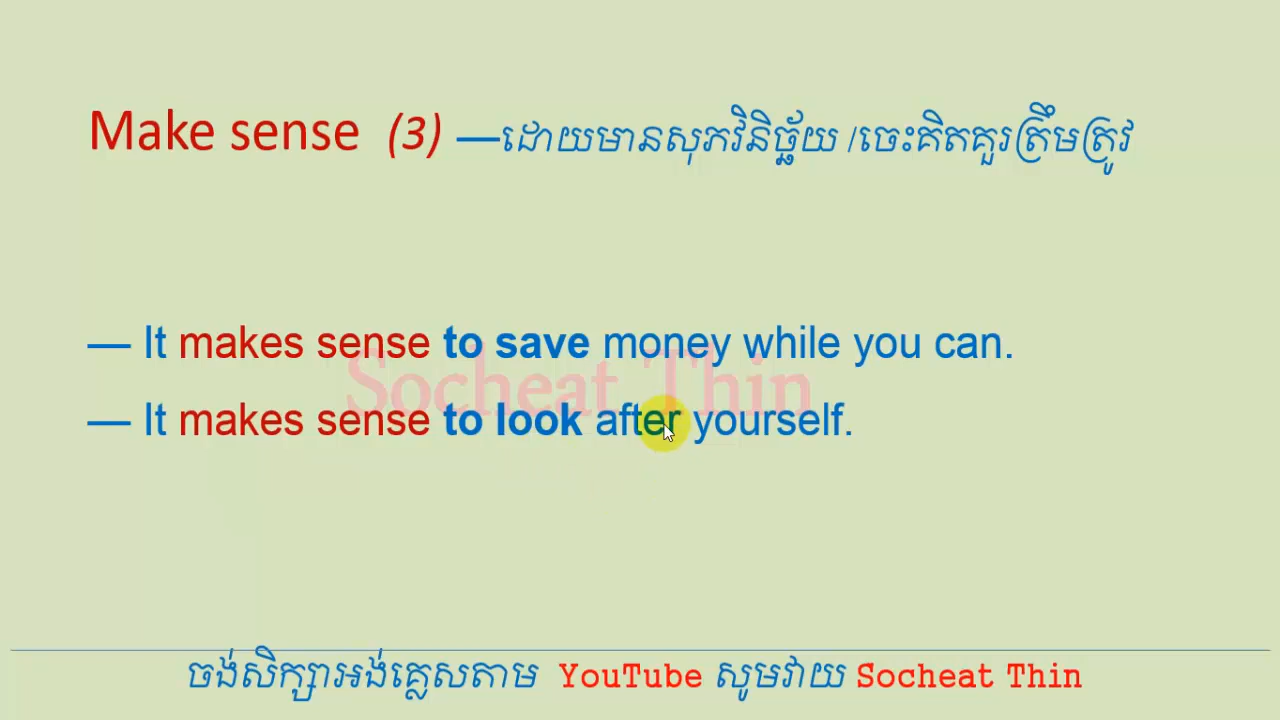 Make sense (3) —ដោយមានសុភវិនិច្ឆ័យ /ចេះគិតគួរត្រឹមត្រូវ
— It makes sense to save money while you can.
Socheat Thin
— It makes sense to look after yourself.
ចង់សិក្សាអង់គ្លេសតាម YouTube សូមវាយ Socheat Thin